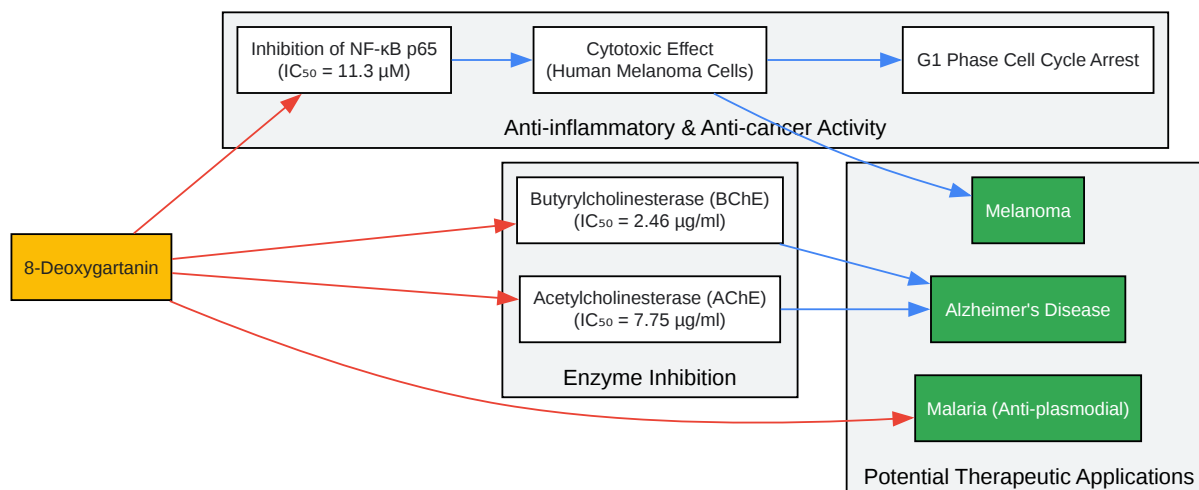 Inhibition of NF-κB p65
(IC₅₀ = 11.3 µM)
Cytotoxic Effect
(Human Melanoma Cells)
G1 Phase Cell Cycle Arrest
Anti-inflammatory & Anti-cancer Activity
8-Deoxygartanin
Butyrylcholinesterase (BChE)
(IC₅₀ = 2.46 µg/ml)
Acetylcholinesterase (AChE)
(IC₅₀ = 7.75 µg/ml)
Enzyme Inhibition
Melanoma
Alzheimer's Disease
Malaria (Anti-plasmodial)
Potential Therapeutic Applications